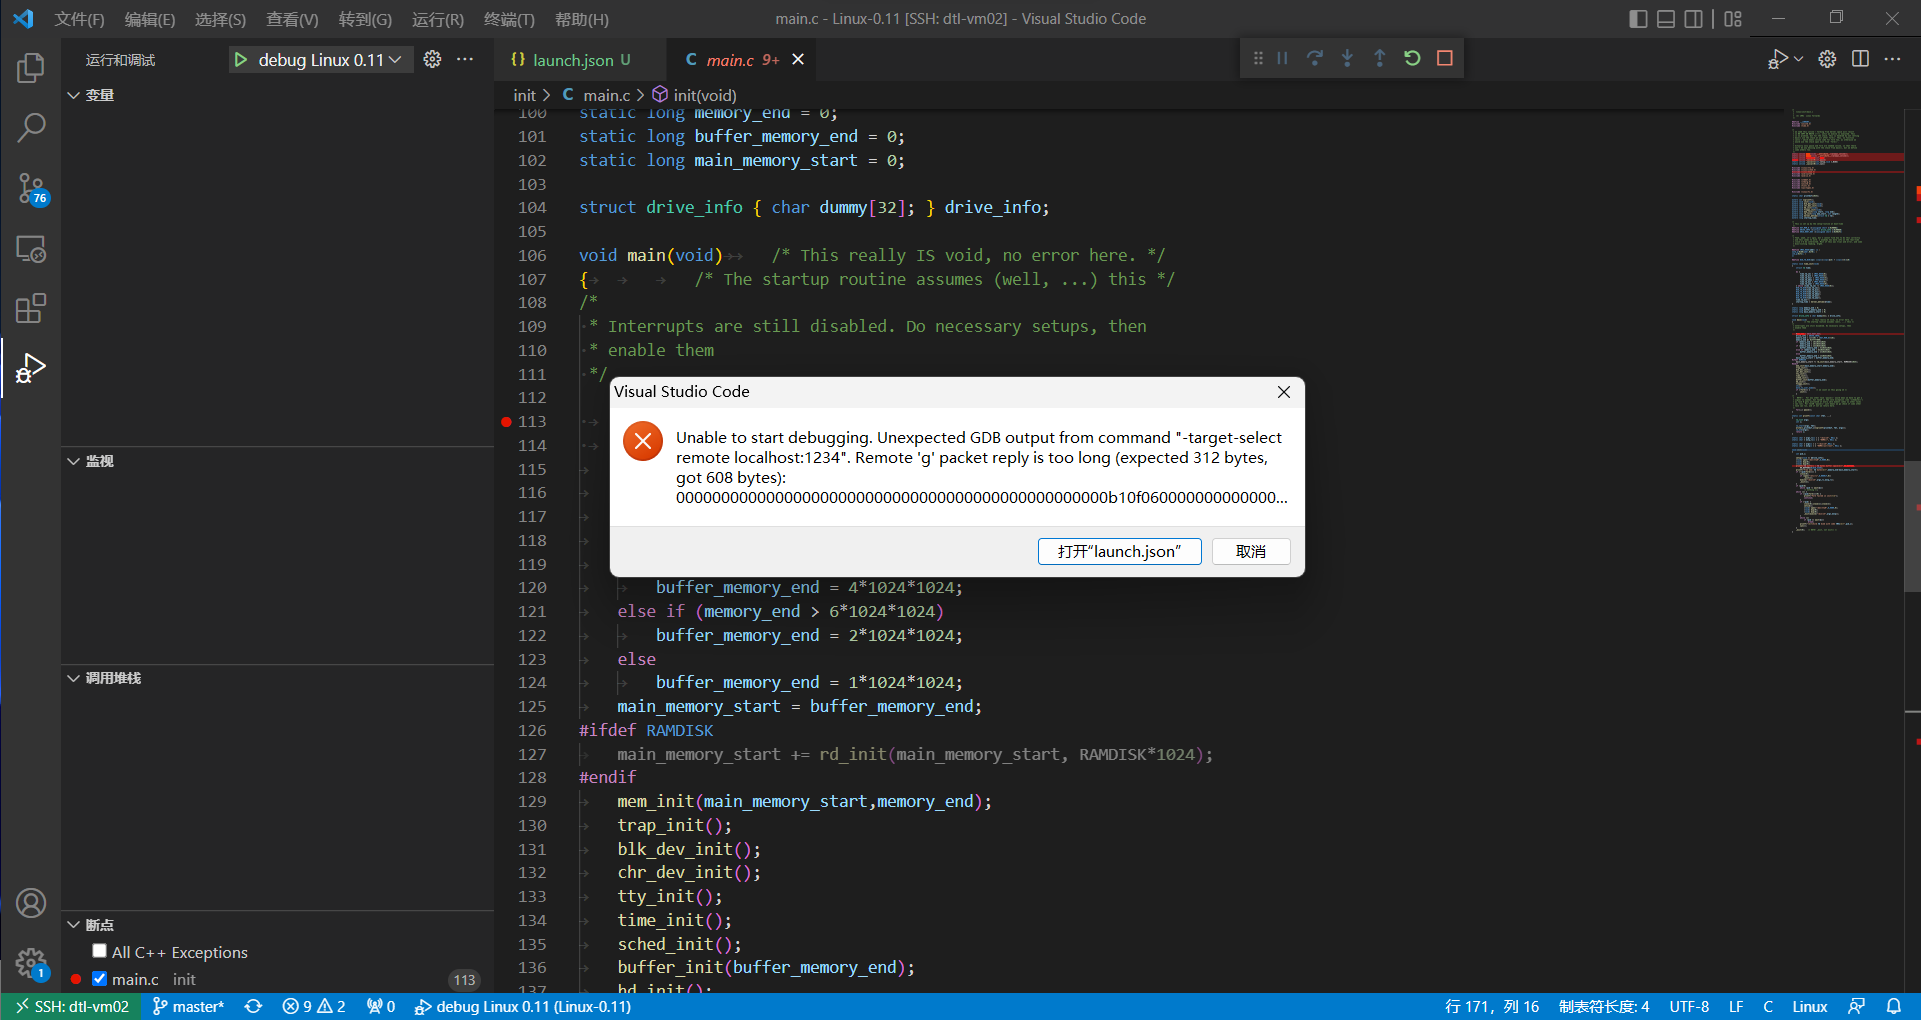 文件(F) 编辑(E) 选择(S) 查看(V) 转到(G) 运行(R) 终端(T) 帮助(H)
main.c - Linux-0.11 [SSH: dtl-vm02] - Visual Studio Code
运行和调试
debug Linux 0.11
{} launch.json U
C main.c 9+
init > C main.c > init(void)
变量
监视
调用堆栈
断点
All C++ Exceptions
main.c init 113
76
1
100 static long memory_end = 0;
101 static long buffer_memory_end = 0;
102 static long main_memory_start = 0;
103
104 struct drive_info { char dummy[32]; } drive_info;
105
106 void main(void) /* This really IS void, no error here. */
107 { /* The startup routine assumes (well, ...) this */
108 /*
109 * Interrupts are still disabled. Do necessary setups, then
110 * enable them
111 */
112
113
114
115
116
117
118
119
120 buffer_memory_end = 4*1024*1024;
121 else if (memory_end > 6*1024*1024)
122 buffer_memory_end = 2*1024*1024;
123 else
124 buffer_memory_end = 1*1024*1024;
125 main_memory_start = buffer_memory_end;
126 #ifdef RAMDISK
127 main_memory_start += rd_init(main_memory_start, RAMDISK*1024);
128 #endif
129 mem_init(main_memory_start,memory_end);
130 trap_init();
131 blk_dev_init();
132 chr_dev_init();
133 tty_init();
134 time_init();
135 sched_init();
136 buffer_init(buffer_memory_end);
137 hd_init();
Visual Studio Code
Unable to start debugging. Unexpected GDB output from command "-target-select
remote localhost:1234". Remote 'g' packet reply is too long (expected 312 bytes,
got 608 bytes):
打开“launch.json”
取消
SSH: dtl-vm02 master* 9 2 0 debug Linux 0.11 (Linux-0.11)
行 171，列 16 制表符长度: 4 UTF-8 LF C Linux